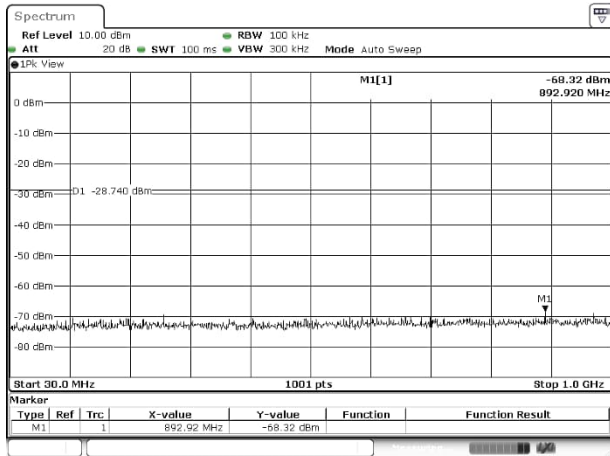 Spectrum
Ref Level 10.00 dBm RBW 100 kHz
Att 20 dB SWT 100 ms VBW 300 kHz Mode Auto Sweep
1Pk View
M1[1] -68.32 dBm
892.920 MHz
0 dBm
-10 dBm
-20 dBm
-30 dBm
D1 -28.740 dBm
-40 dBm
-50 dBm
-60 dBm
M1
-70 dBm
-80 dBm
Start 30.0 MHz 1001 pts Stop 1.0 GHz
Marker
Type Ref Trc X-value Y-value Function Function Result
M1 1 892.92 MHz -68.32 dBm